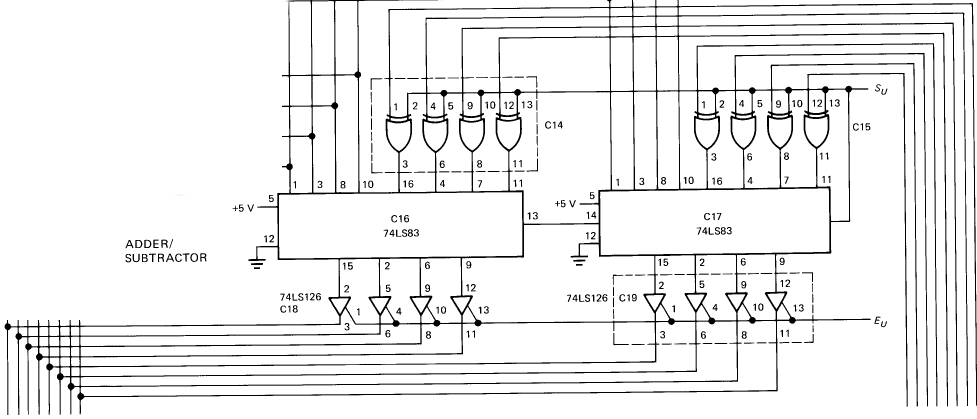 1 2 4 5 9 10 12 13
C14
3 6 8 11
1 2 4 5 9 10 12 13
S_U
C15
3 6 8 11
1 3 8 10 16 4 7 11
1 3 8 10 16 4 7 11
5
+5 V
C16
74LS83
12
13
5
+5 V
14
C17
74LS83
12
ADDER/
SUBTRACTOR
15 2 6 9
15 2 6 9
74LS126
C18
2 5 9 12
1 4 10 13
3 6 8 11
74LS126
C19
2 5 9 12
1 4 10 13
3 6 8 11
E_U